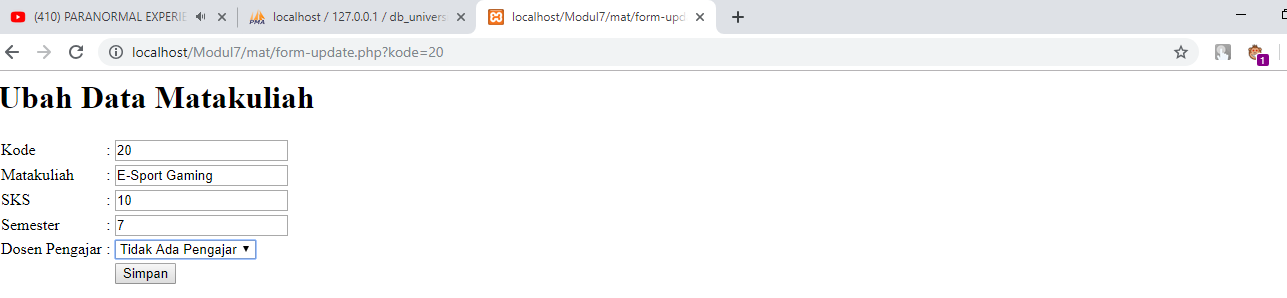 (410) PARANORMAL EXPERIE
localhost / 127.0.0.1 / db_univers
localhost/Modul7/mat/form-upd
localhost/Modul7/mat/form-update.php?kode=20
1
Ubah Data Matakuliah
Kode : 20
Matakuliah : E-Sport Gaming
SKS : 10
Semester : 7
Dosen Pengajar : Tidak Ada Pengajar
Simpan